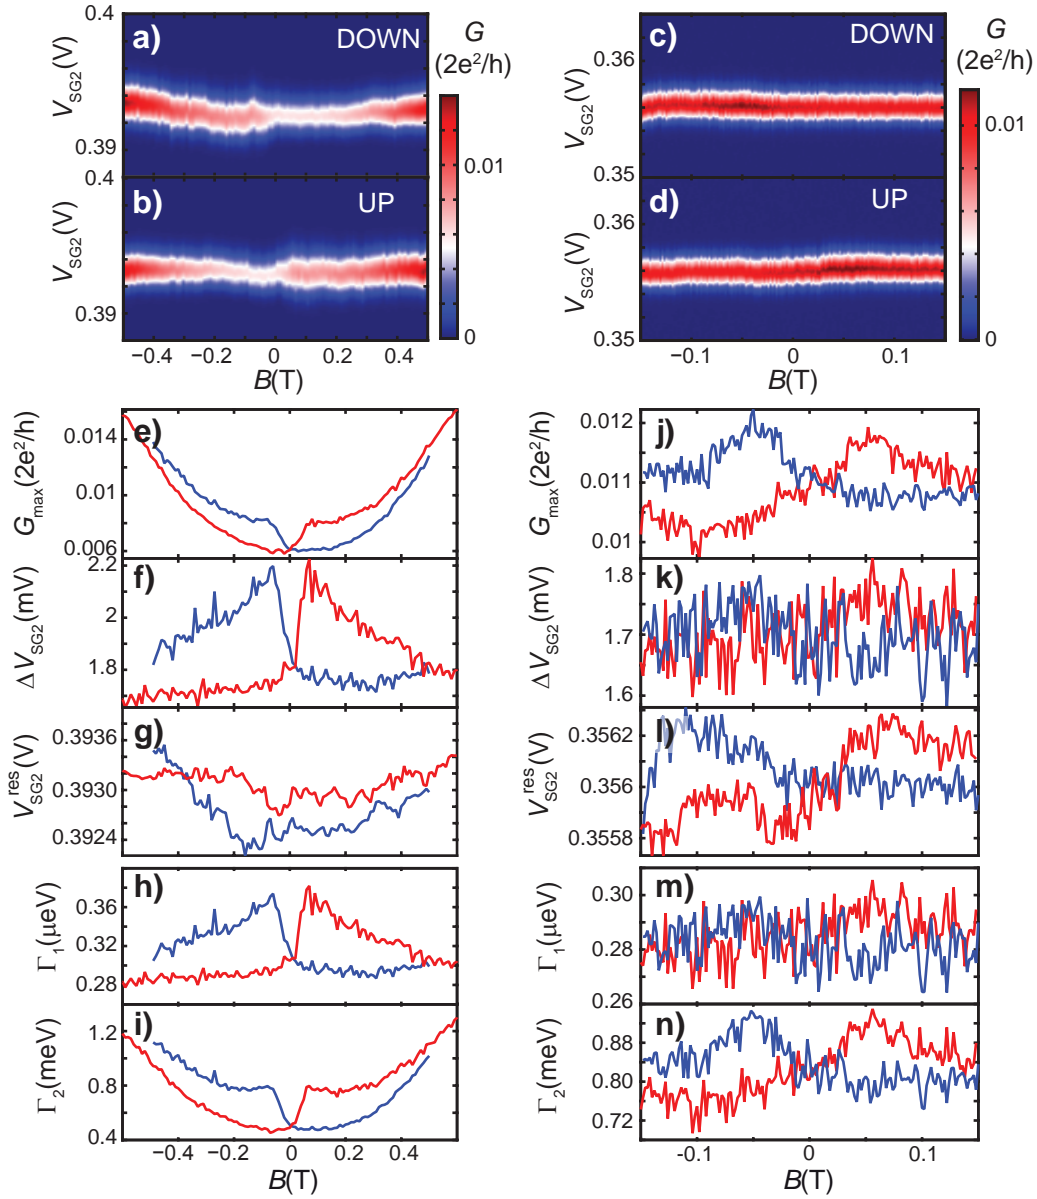 a) DOWN
V_SG2(V)
0.4
0.39
G
(2e²/h)
0.01
0
b) UP
V_SG2(V)
0.4
0.39
−0.4 −0.2 0 0.2 0.4
B(T)
c) DOWN
V_SG2(V)
0.36
0.35
G
(2e²/h)
0.01
0
d) UP
V_SG2(V)
0.36
0.35
−0.1 0 0.1
B(T)
e)
G_max(2e²/h)
0.014
0.01
0.006
f)
ΔV_SG2(mV)
2.2
2
1.8
g)
V_SG2^res(V)
0.3936
0.3930
0.3924
h)
Γ₁(μeV)
0.36
0.32
0.28
i)
Γ₂(meV)
1.2
0.8
0.4
−0.4 −0.2 0 0.2 0.4
B(T)
j)
G_max(2e²/h)
0.012
0.011
0.01
k)
ΔV_SG2(mV)
1.8
1.7
1.6
l)
V_SG2^res(V)
0.3562
0.356
0.3558
m)
Γ₁(μeV)
0.30
0.28
0.26
n)
Γ₂(meV)
0.88
0.80
0.72
-0.1 0 0.1
B(T)